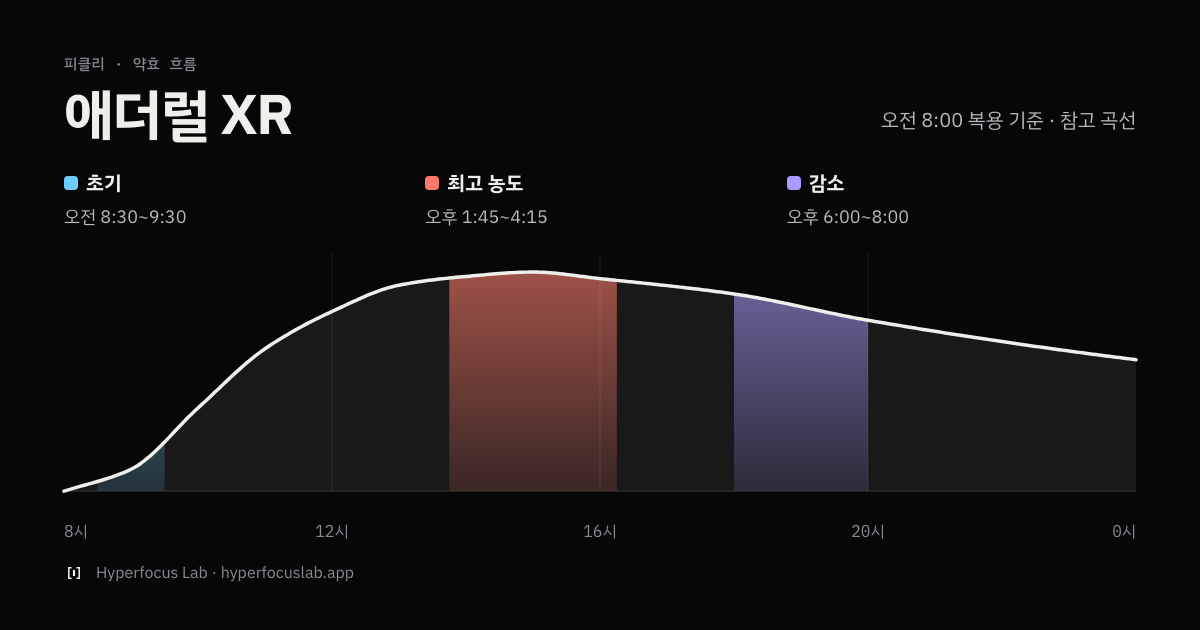 피클리 · 약효 흐름
애더럴 XR
오전 8:00 복용 기준 · 참고 곡선
초기
오전 8:30~9:30
최고 농도
오후 1:45~4:15
감소
오후 6:00~8:00
8시
12시
16시
20시
0시
Hyperfocus Lab · hyperfocuslab.app